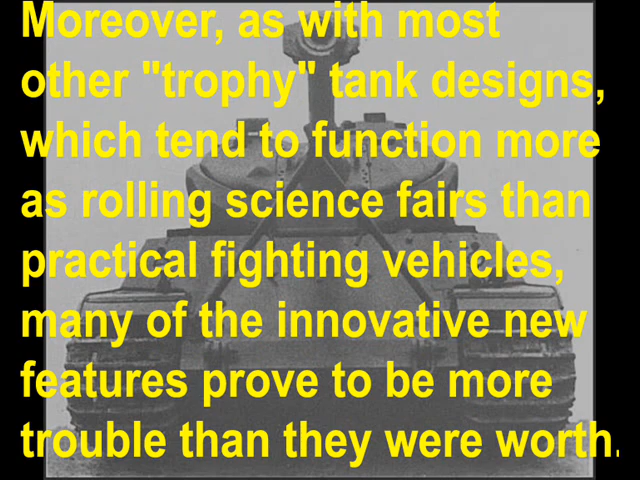 Moreover, as with most
other "trophy" tank designs,
which tend to function more
as rolling science fairs than
practical fighting vehicles,
many of the innovative new
features prove to be more
trouble than they were worth.